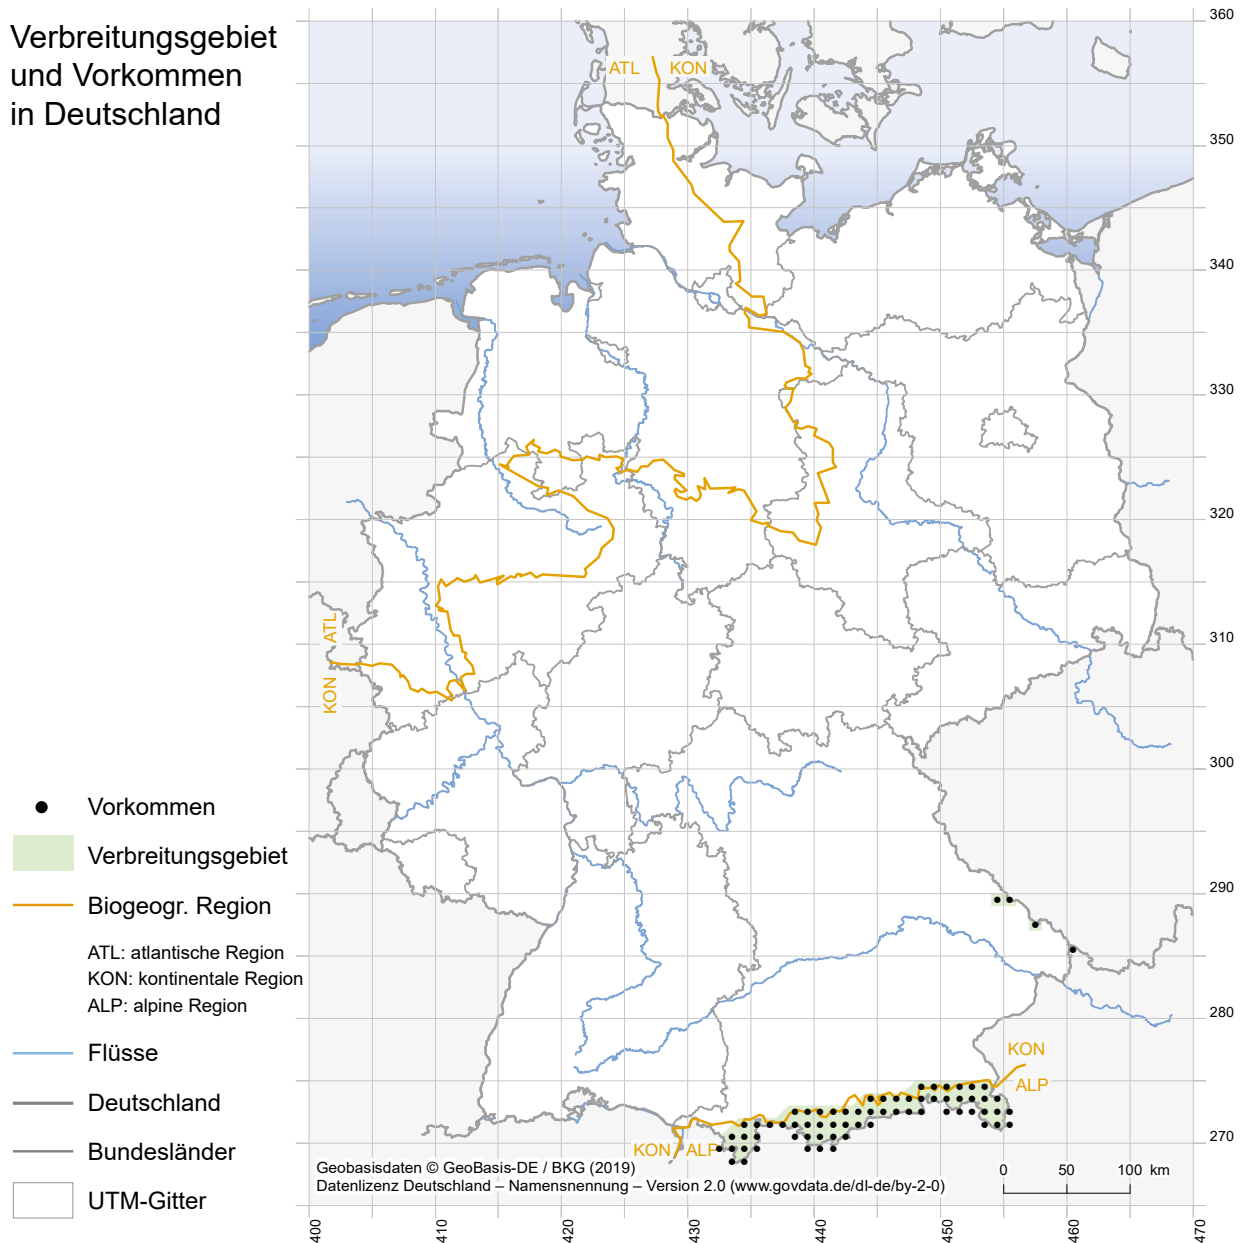 Verbreitungsgebiet
und Vorkommen
in Deutschland
ATL KON
360
350
340
330
320
310
300
290
280
270
ATL
KON
Vorkommen
Verbreitungsgebiet
Biogeogr. Region
ATL: atlantische Region
KON: kontinentale Region
ALP: alpine Region
Flüsse
Deutschland
Bundesländer
UTM-Gitter
KON
ALP
KON ALP
Geobasisdaten © GeoBasis-DE / BKG (2019)
Datenlizenz Deutschland – Namensnennung – Version 2.0 (www.govdata.de/dl-de/by-2-0)
0 50 100 km
400 410 420 430 440 450 460 470